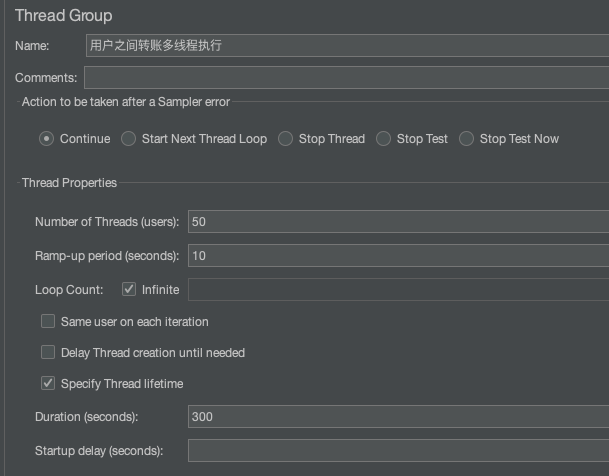 Thread Group
Name: 用户之间转账多线程执行
Comments:
Action to be taken after a Sampler error
Continue Start Next Thread Loop Stop Thread Stop Test Stop Test Now
Thread Properties
Number of Threads (users): 50
Ramp-up period (seconds): 10
Loop Count: Infinite
Same user on each iteration
Delay Thread creation until needed
Specify Thread lifetime
Duration (seconds): 300
Startup delay (seconds):